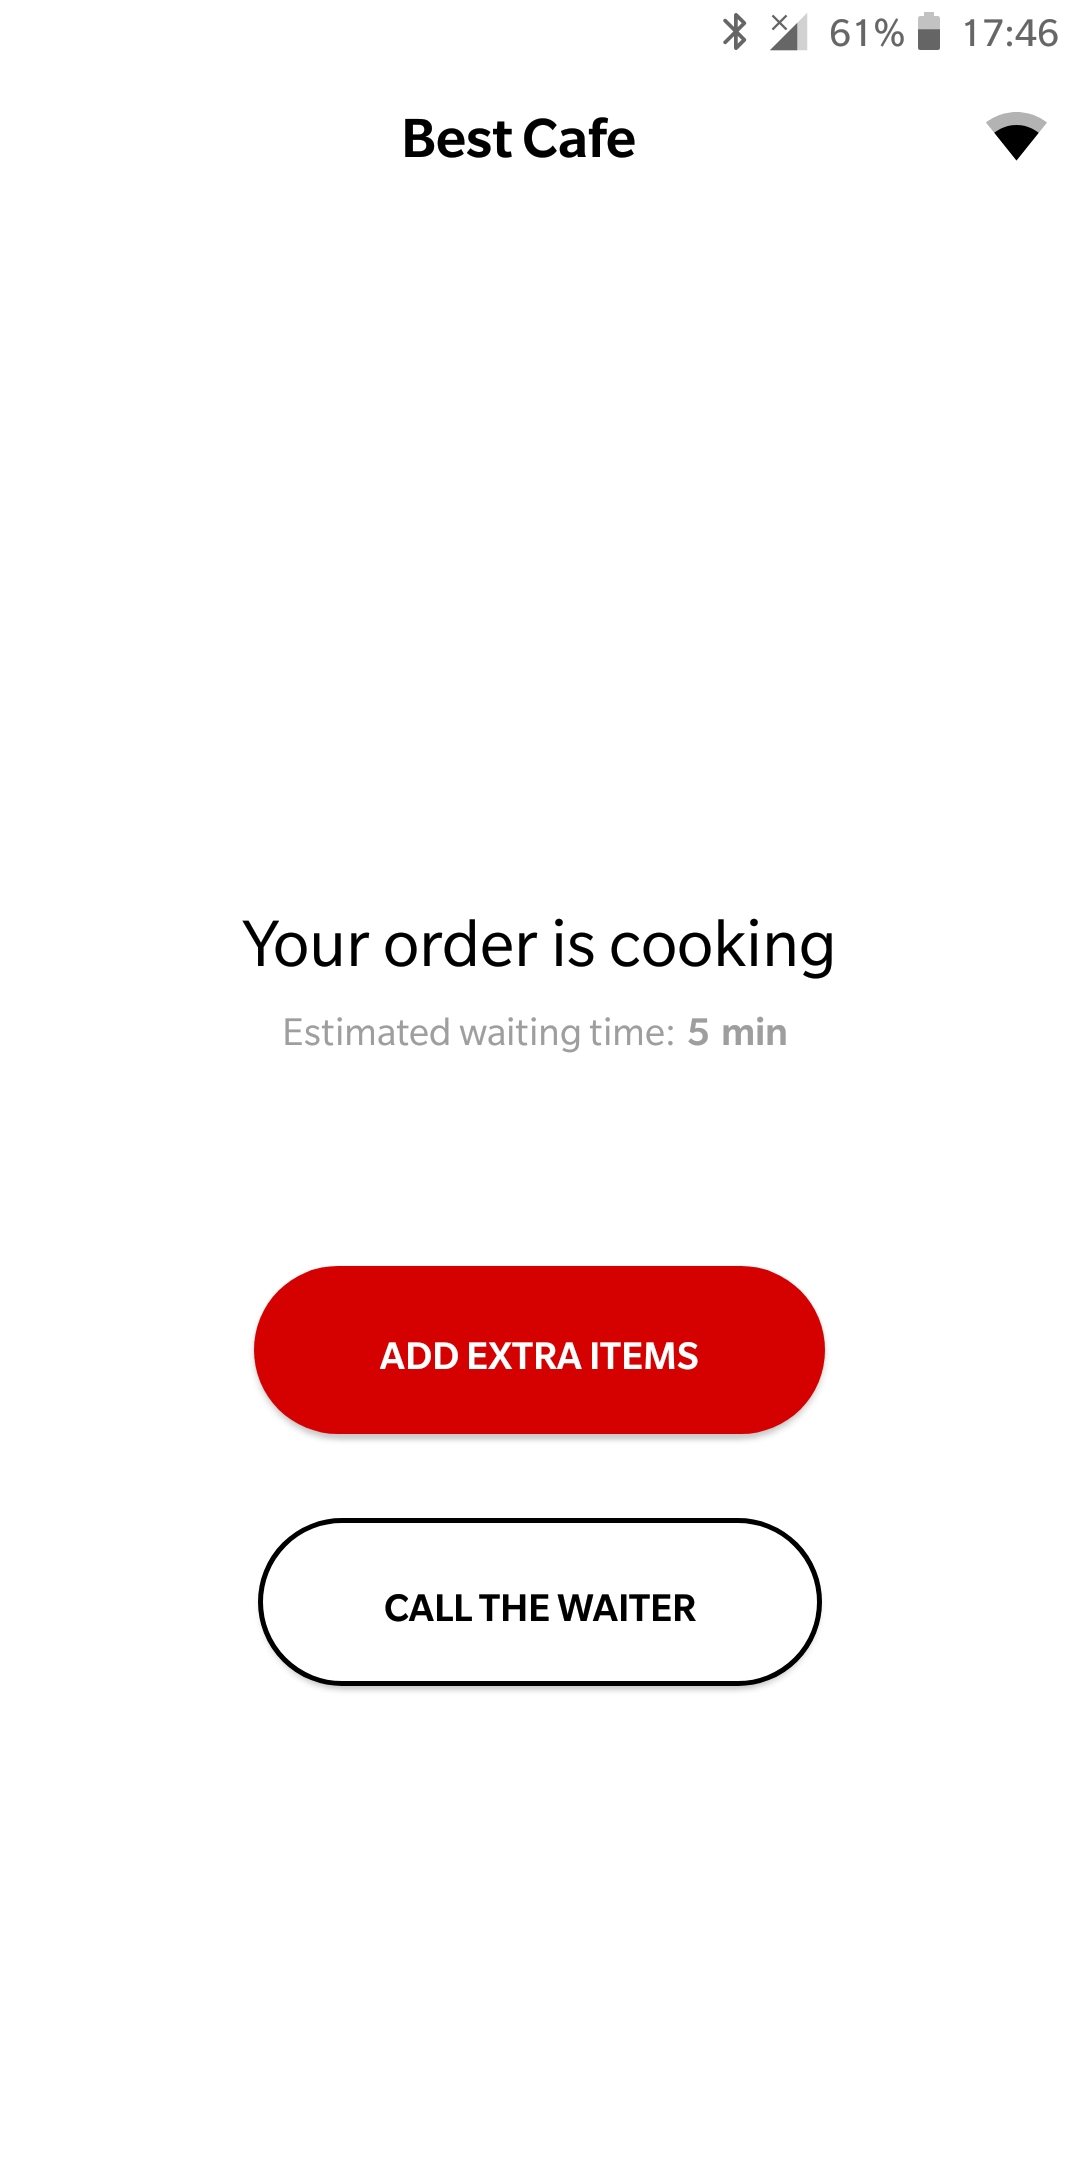 61% 17:46
Best Cafe
Your order is cooking
Estimated waiting time: 5 min
ADD EXTRA ITEMS
CALL THE WAITER